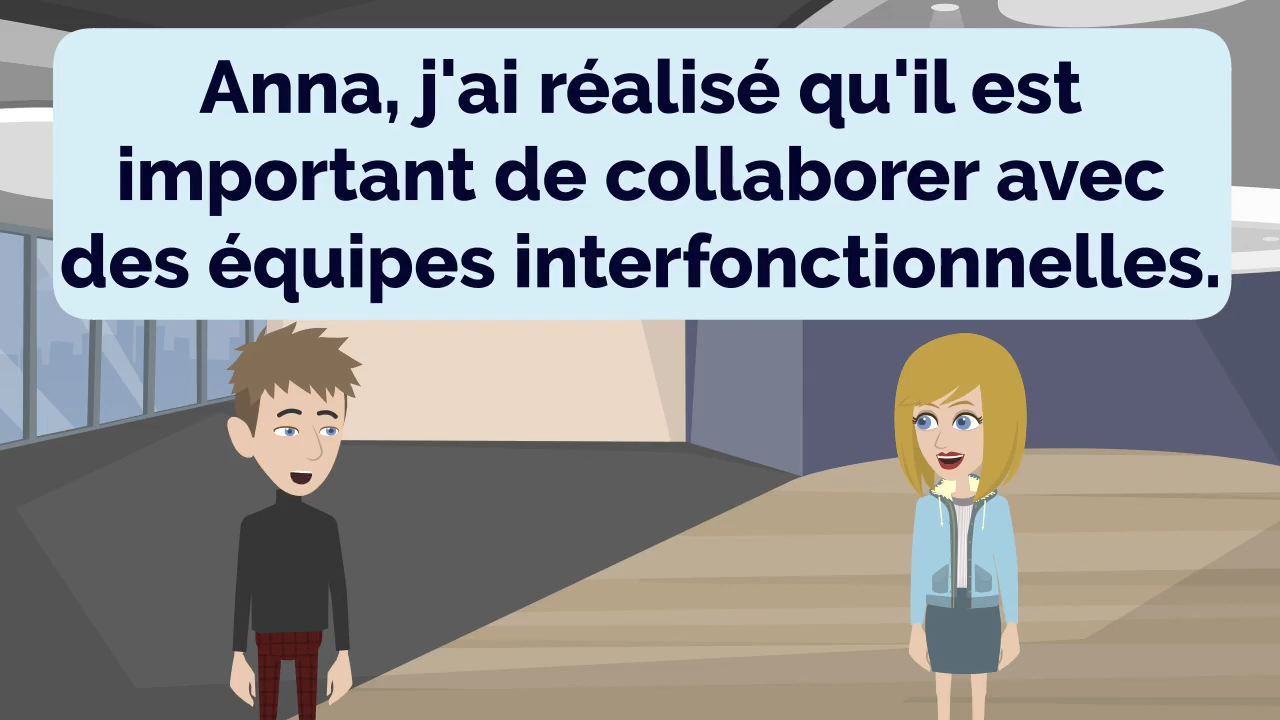 Anna, j'ai réalisé qu'il est
important de collaborer avec
des équipes interfonctionnelles.